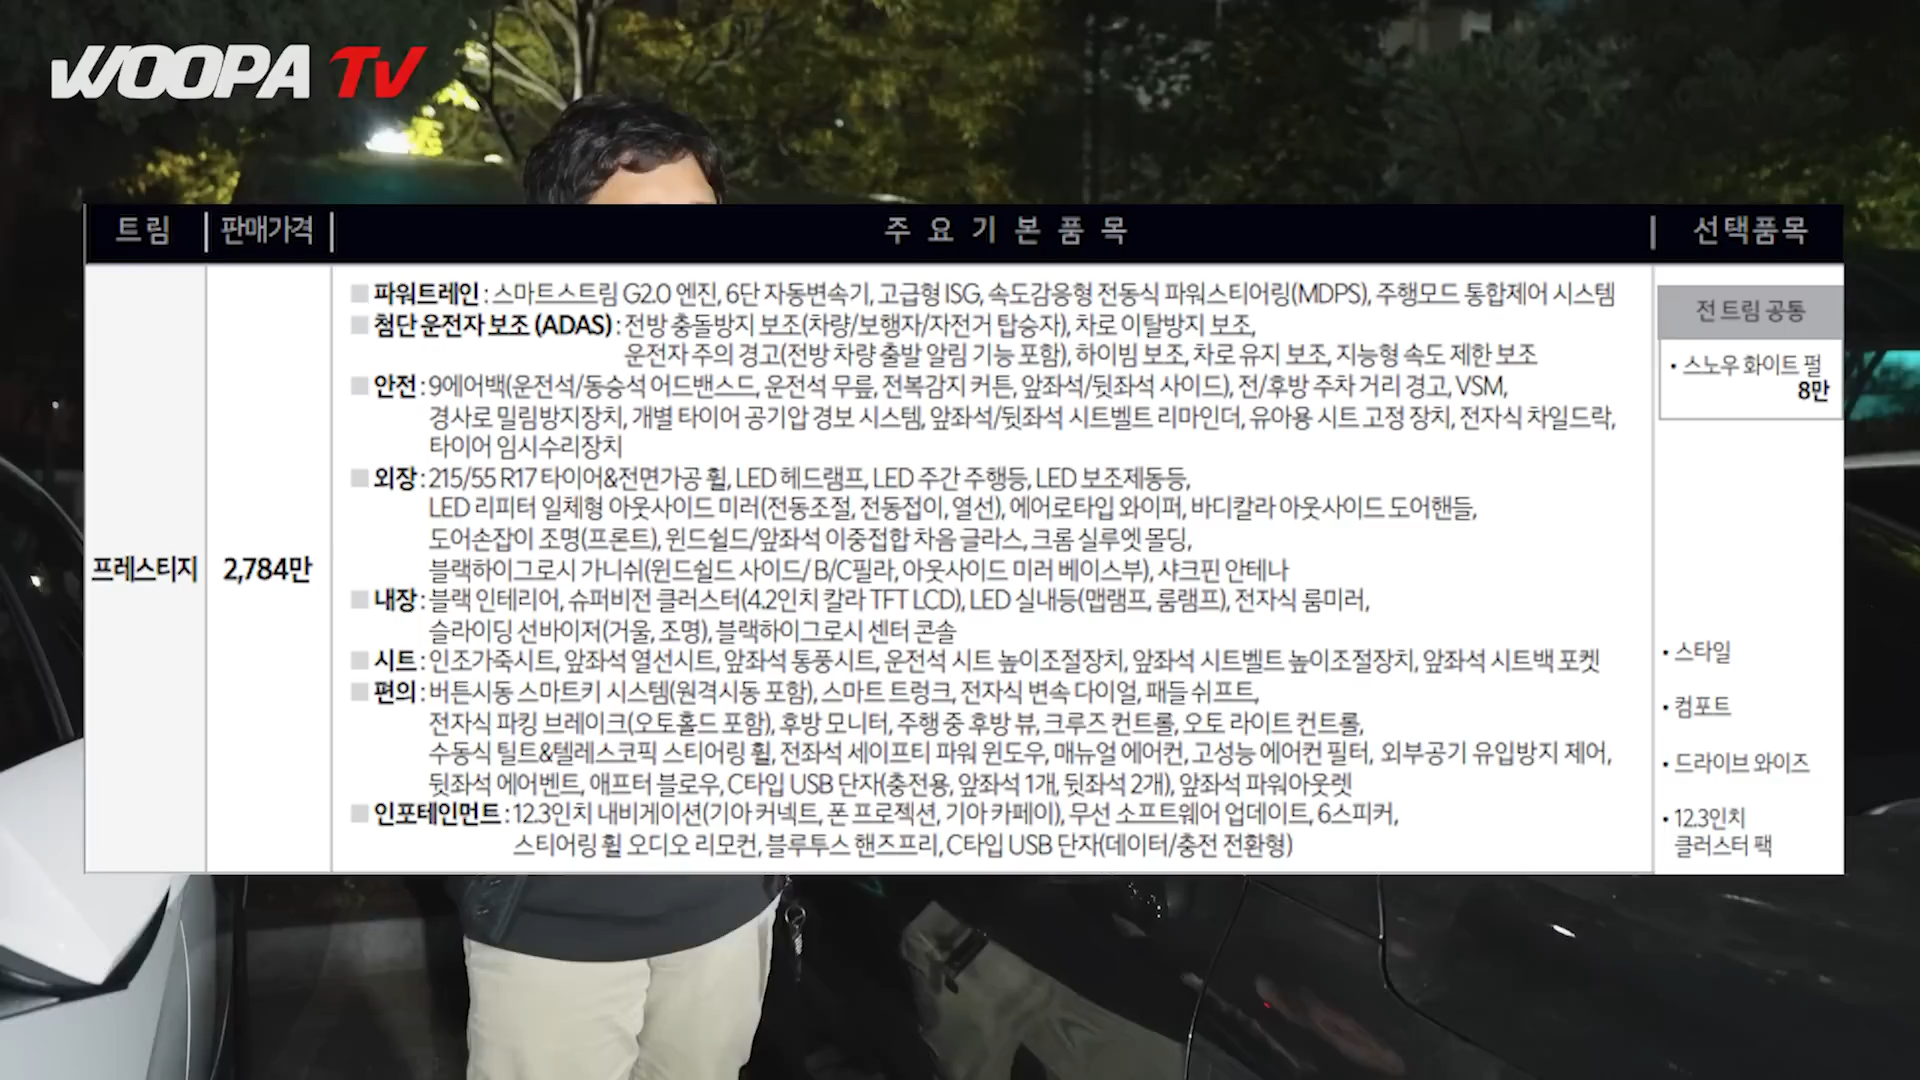 WOOPA TV
트림 | 판매가격 | 주요기본품목 | 선택품목
프레스티지
2,784만
파워트레인 : 스마트스트림 G2.0 엔진, 6단 자동변속기, 고급형 ISG, 속도감응형 전동식 파워스티어링(MDPS), 주행모드 통합제어 시스템
첨단 운전자 보조 (ADAS) : 전방 충돌방지 보조(차량/보행자/자전거 탑승자), 차로 이탈방지 보조,
운전자 주의 경고(전방 차량 출발 알림 기능 포함), 하이빔 보조, 차로 유지 보조, 지능형 속도 제한 보조
안전 : 9에어백(운전석/동승석 어드밴스드, 운전석 무릎, 전복감지 커튼, 앞좌석/뒷좌석 사이드), 전/후방 주차 거리 경고, VSM,
경사로 밀림방지장치, 개별 타이어 공기압 경보 시스템, 앞좌석/뒷좌석 시트벨트 리마인더, 유아용 시트 고정 장치, 전자식 차일드락,
타이어 임시수리장치
외장 : 215/55 R17 타이어&전면가공 휠, LED 헤드램프, LED 주간 주행등, LED 보조제동등,
LED 리피터 일체형 아웃사이드 미러(전동조절, 전동접이, 열선), 에어로타입 와이퍼, 바디칼라 아웃사이드 도어핸들,
도어손잡이 조명(프론트), 윈드쉴드/앞좌석 이중접합 차음 글라스, 크롬 실루엣 몰딩,
블랙하이그로시 가니쉬(윈드쉴드 사이드/ B/C필라, 아웃사이드 미러 베이스부), 샤크핀 안테나
내장 : 블랙 인테리어, 슈퍼비전 클러스터(4.2인치 칼라 TFT LCD), LED 실내등(맵램프, 룸램프), 전자식 룸미러,
슬라이딩 선바이저(거울, 조명), 블랙하이그로시 센터 콘솔
시트 : 인조가죽시트, 앞좌석 열선시트, 앞좌석 통풍시트, 운전석 시트 높이조절장치, 앞좌석 시트벨트 높이조절장치, 앞좌석 시트백 포켓
편의 : 버튼시동 스마트키 시스템(원격시동 포함), 스마트 트렁크, 전자식 변속 다이얼, 패들 쉬프트,
전자식 파킹 브레이크(오토홀드 포함), 후방 모니터, 주행 중 후방 뷰, 크루즈 컨트롤, 오토 라이트 컨트롤,
수동식 틸트&텔레스코픽 스티어링 휠, 전좌석 세이프티 파워 윈도우, 매뉴얼 에어컨, 고성능 에어컨 필터, 외부공기 유입방지 제어,
뒷좌석 에어벤트, 애프터 블로우, C타입 USB 단자(충전용, 앞좌석 1개, 뒷좌석 2개), 앞좌석 파워아웃렛
인포테인먼트 : 12.3인치 내비게이션(기아 커넥트, 폰 프로젝션, 기아 카페이), 무선 소프트웨어 업데이트, 6스피커,
스티어링 휠 오디오 리모컨, 블루투스 핸즈프리, C타입 USB 단자(데이터/충전 전환형)
전 트림 공통
• 스노우 화이트 펄
8만
• 스타일
• 컴포트
• 드라이브 와이즈
• 12.3인치
클러스터 팩